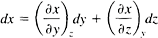 dx = (∂x/∂y)_z dy + (∂x/∂z)_y dz